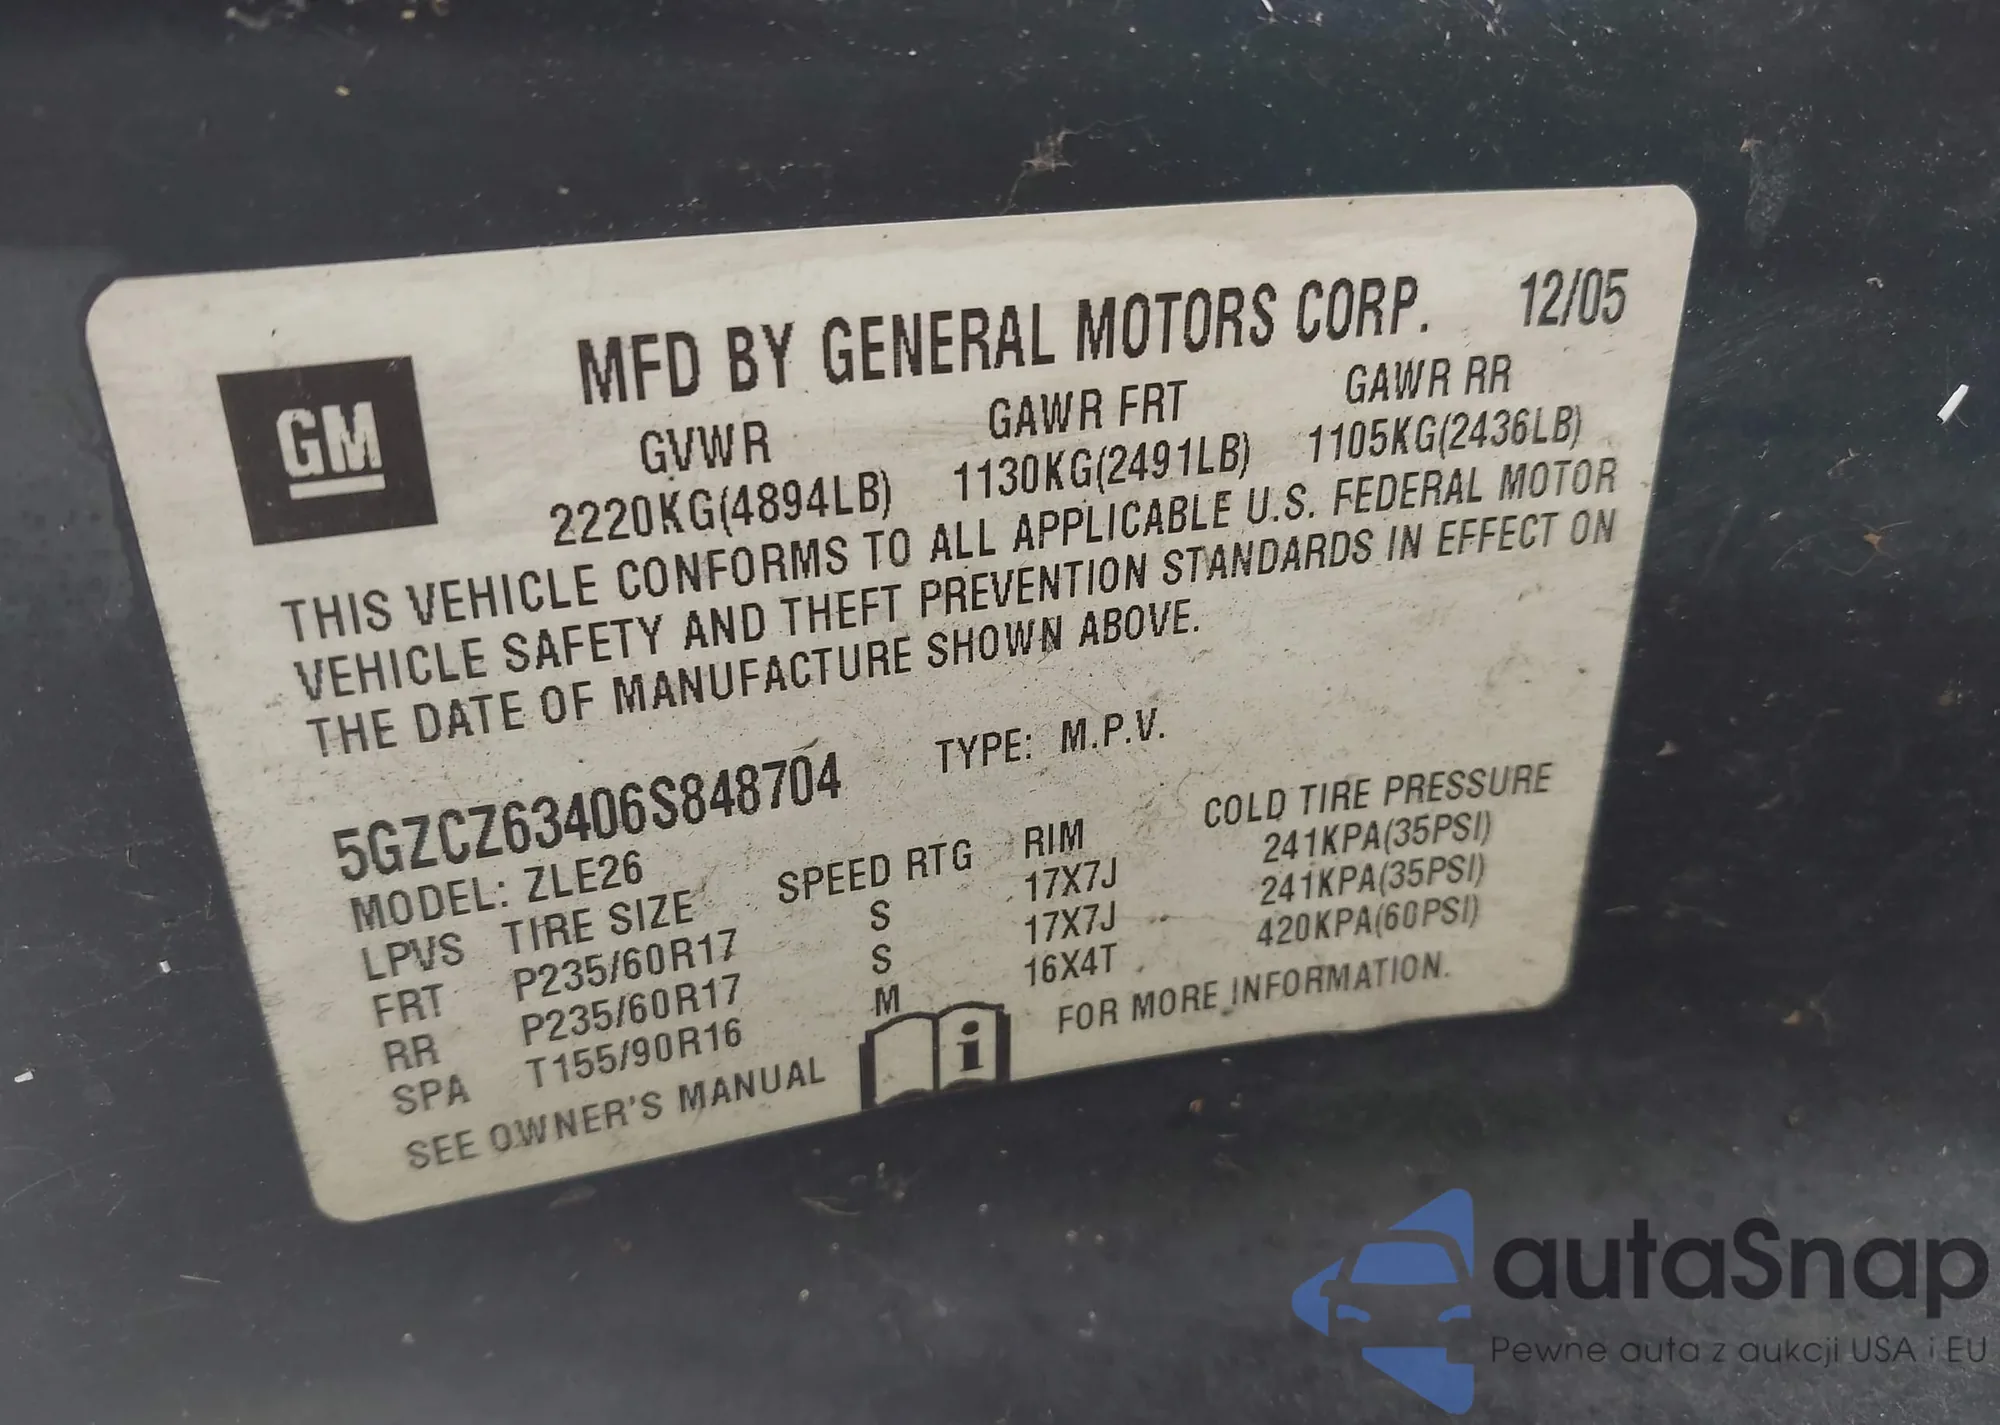 MFD BY GENERAL MOTORS CORP. 12/05
GM
GVWR GAWR FRT GAWR RR
2220KG(4894LB) 1130KG(2491LB) 1105KG(2436LB)
THIS VEHICLE CONFORMS TO ALL APPLICABLE U.S. FEDERAL MOTOR
VEHICLE SAFETY AND THEFT PREVENTION STANDARDS IN EFFECT ON
THE DATE OF MANUFACTURE SHOWN ABOVE.
5GZCZ63406S848704 TYPE: M.P.V.
MODEL: ZLE26
LPVS TIRE SIZE SPEED RTG RIM COLD TIRE PRESSURE
FRT P235/60R17 S 17X7J 241KPA(35PSI)
RR P235/60R17 S 17X7J 241KPA(35PSI)
SPA T155/90R16 M 16X4T 420KPA(60PSI)
SEE OWNER'S MANUAL i FOR MORE INFORMATION.
autaSnap
Pewne auta z aukcji USA i EU